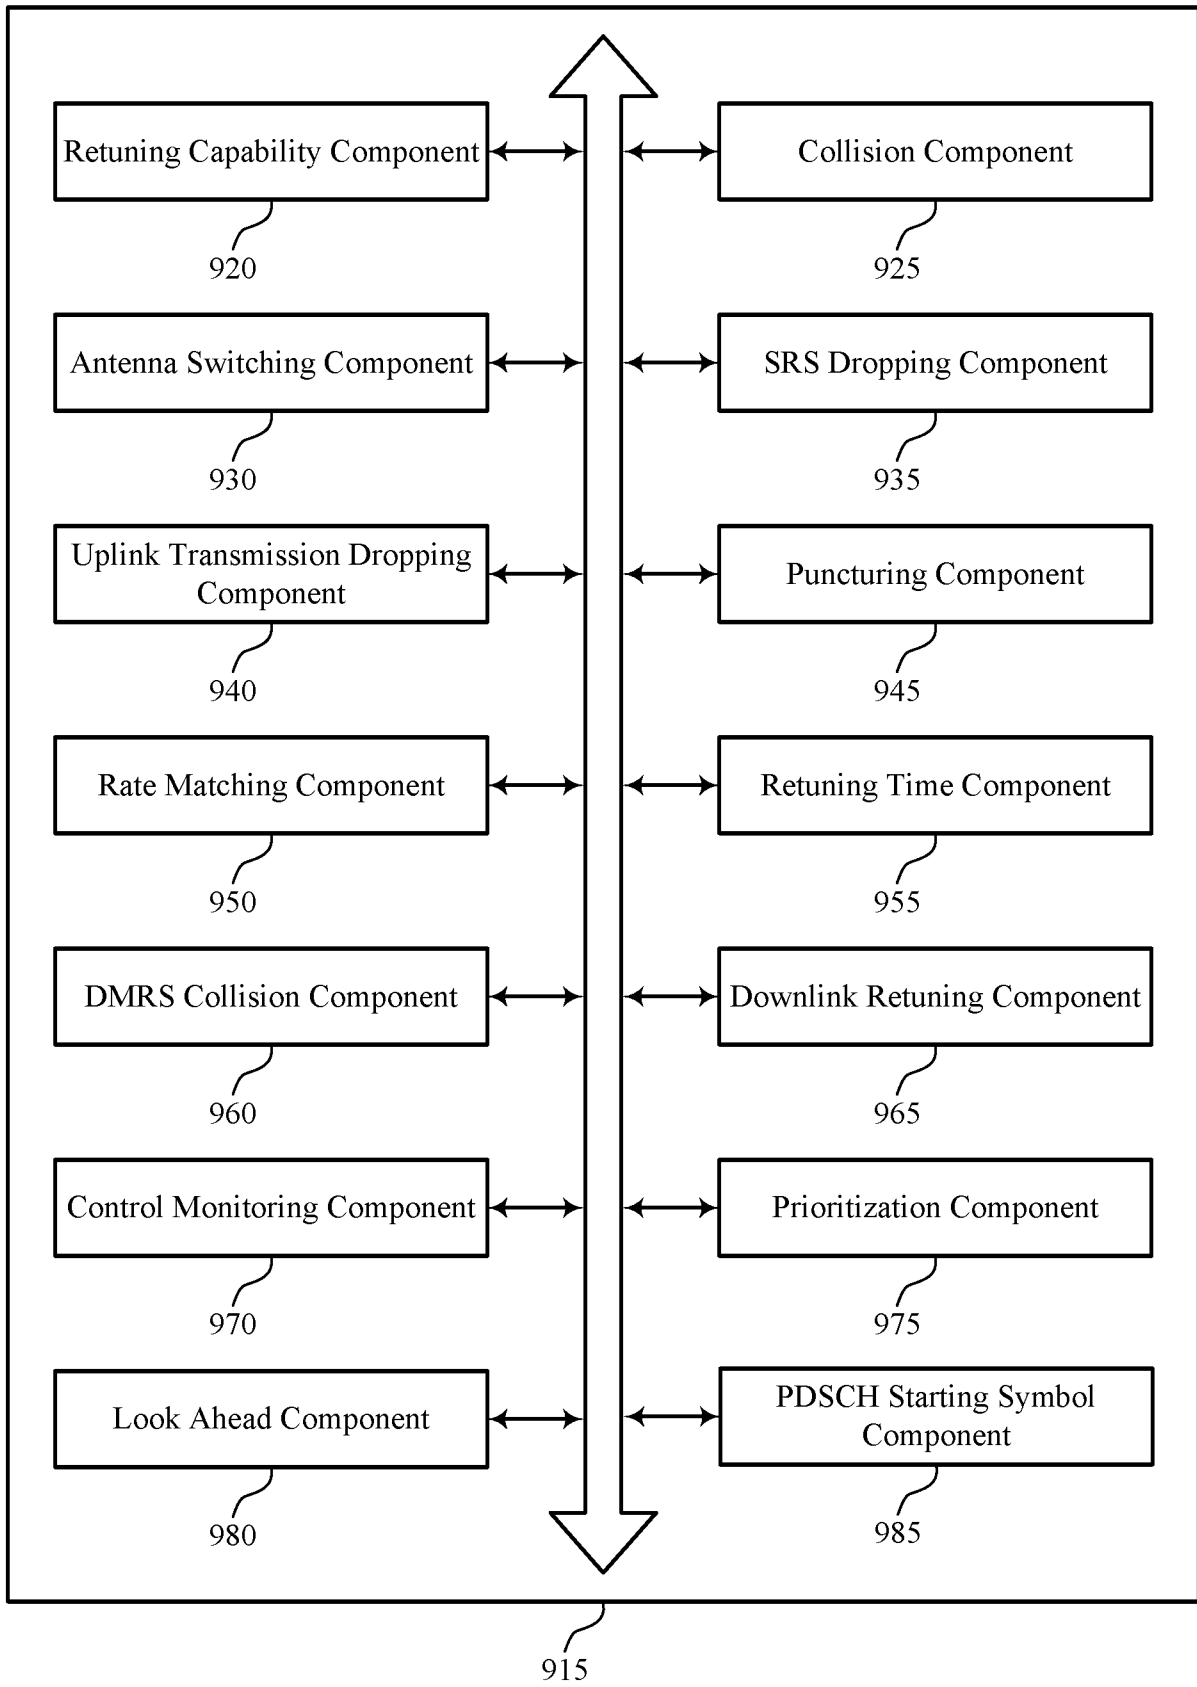 Retuning Capability Component
Collision Component
920
925
Antenna Switching Component
SRS Dropping Component
930
935
Uplink Transmission Dropping
Component
Puncturing Component
940
945
Rate Matching Component
Retuning Time Component
950
955
DMRS Collision Component
Downlink Retuning Component
960
965
Control Monitoring Component
Prioritization Component
970
975
Look Ahead Component
PDSCH Starting Symbol
Component
980
985
915